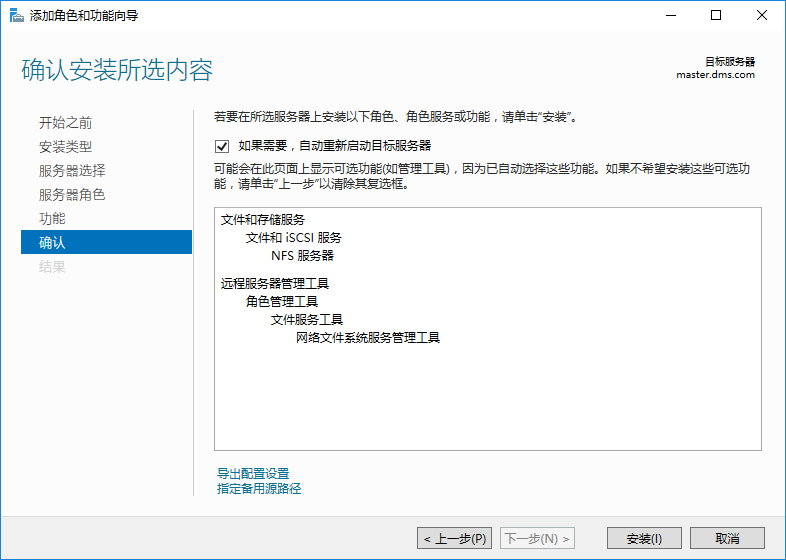 添加角色和功能向导
确认安装所选内容
目标服务器
master.dms.com
开始之前
安装类型
服务器选择
服务器角色
功能
确认
结果
若要在所选服务器上安装以下角色、角色服务或功能，请单击“安装”。
如果需要，自动重新启动目标服务器
可能会在此页面上显示可选功能(如管理工具)，因为已自动选择这些功能。如果不希望安装这些可选功
能，请单击“上一步”以清除其复选框。
文件和存储服务
文件和 iSCSI 服务
NFS 服务器
远程服务器管理工具
角色管理工具
文件服务工具
网络文件系统服务管理工具
导出配置设置
指定备用源路径
< 上一步(P) 下一步(N) > 安装(I) 取消